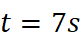 t = 7s